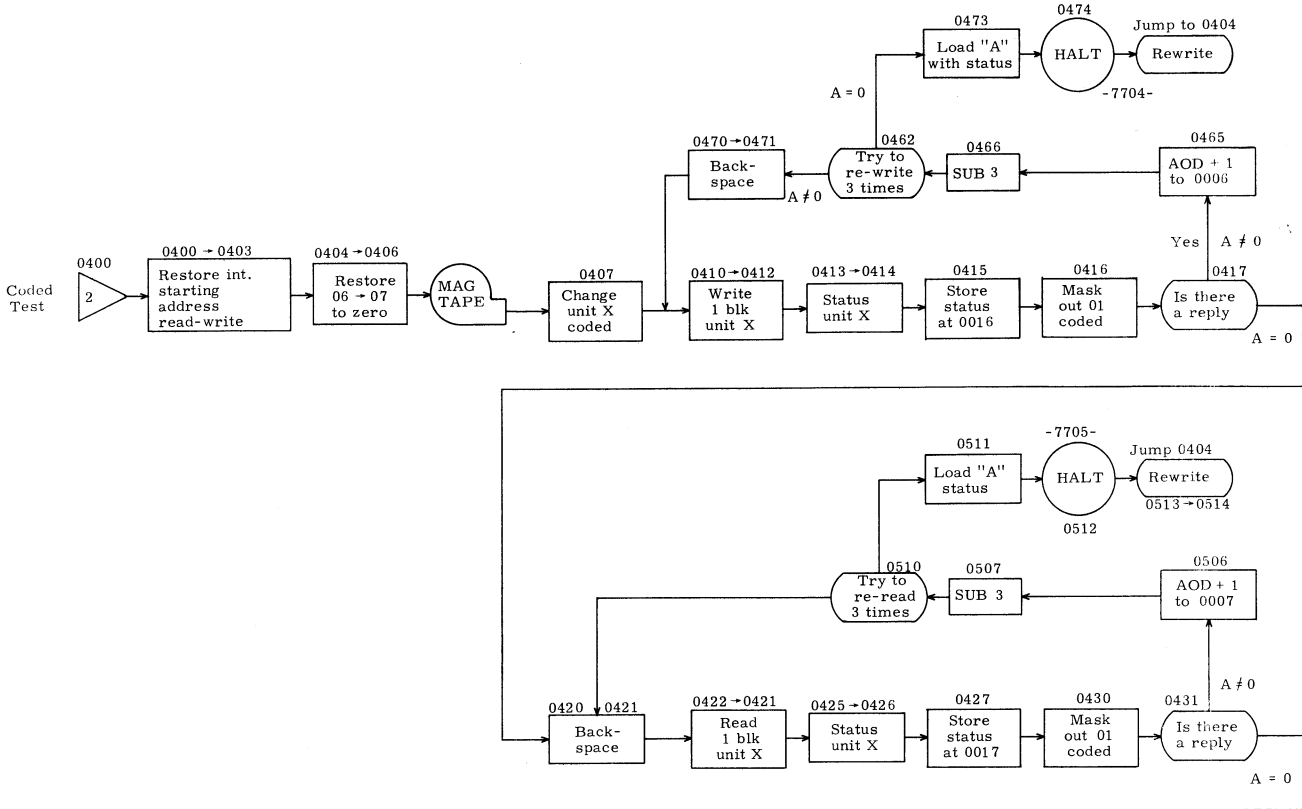 0474
0473
Jump to 0404
Load "A"
with status
HALT
Rewrite
A = 0
-7704-
0470→0471
0462
0466
0465
Back-
space
Try to
re-write
3 times
SUB 3
AOD + 1
to 0006
A ≠ 0
Yes
A ≠ 0
Coded
Test
0400
2
0400→0403
Restore int.
starting
address
read-write
0404→0406
Restore
06→07
to zero
MAG
TAPE
0407
Change
unit X
coded
0410→0412
Write
1 blk
unit X
0413→0414
Status
unit X
0415
Store
status
at 0016
0416
Mask
out 01
coded
0417
Is there
a reply
A = 0
-7705-
0511
Jump 0404
Load "A"
status
HALT
Rewrite
0513→0514
0512
0510
Try to
re-read
3 times
0507
SUB 3
0506
AOD + 1
to 0007
A ≠ 0
0420
0421
Back-
space
0422→0421
Read
1 blk
unit X
0425→0426
Status
unit X
0427
Store
status
at 0017
0430
Mask
out 01
coded
0431
Is there
a reply
A = 0